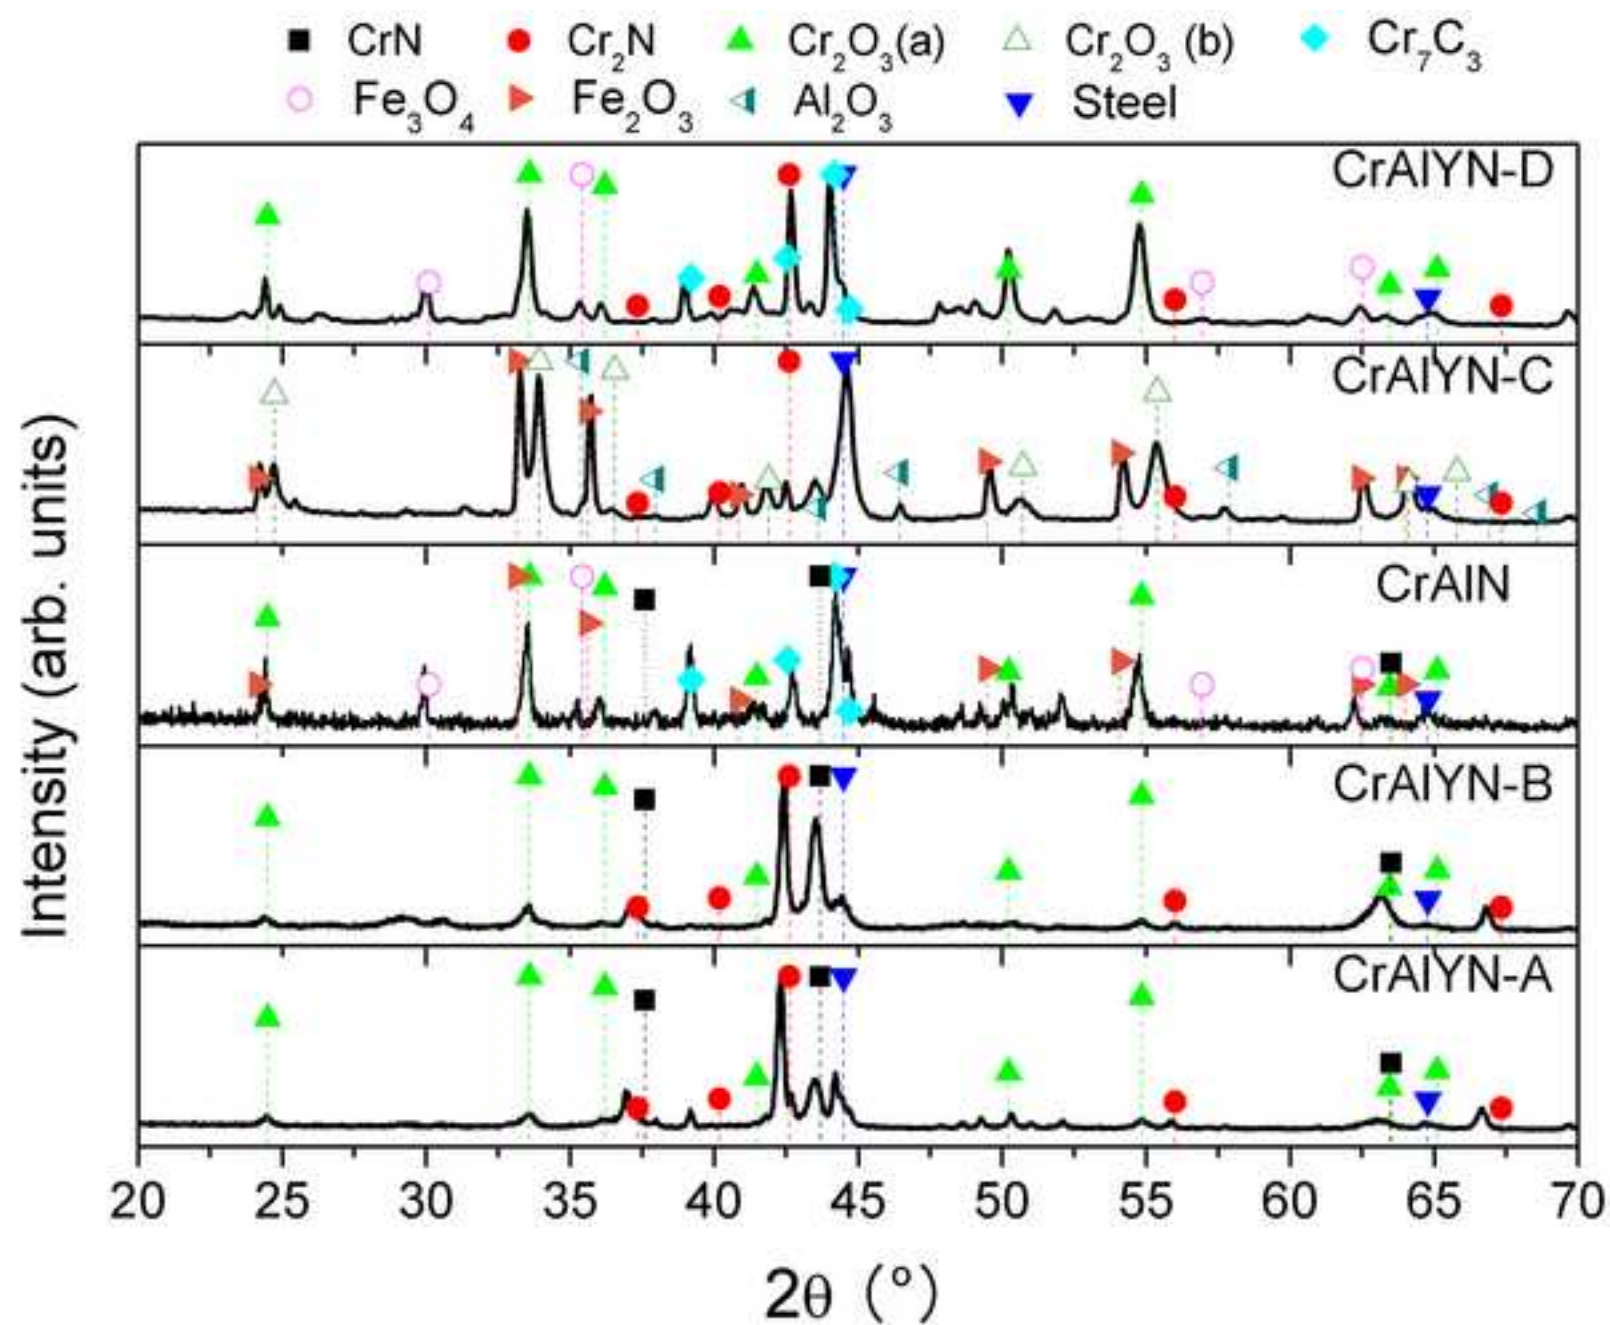 CrN Cr2N Cr2O3(a) Cr2O3 (b) Cr7C3
Fe3O4 Fe2O3 Al2O3 Steel
CrAlYN-D
CrAlYN-C
CrAlN
CrAlYN-B
CrAlYN-A
Intensity (arb. units)
20 25 30 35 40 45 50 55 60 65 70
2θ (°)